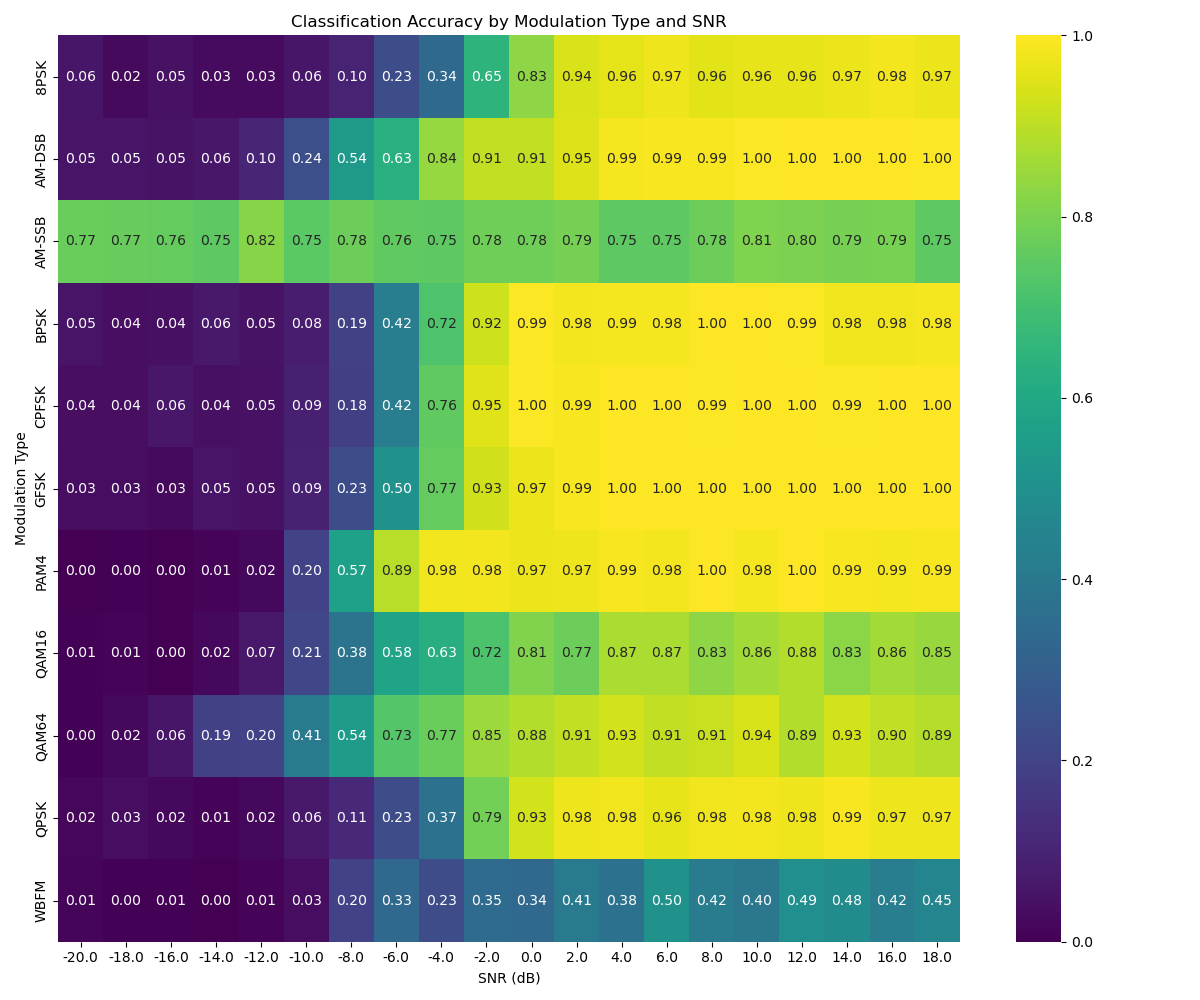 Classification Accuracy by Modulation Type and SNR
Modulation Type
8PSK 0.06 0.02 0.05 0.03 0.03 0.06 0.10 0.23 0.34 0.65 0.83 0.94 0.96 0.97 0.96 0.96 0.96 0.97 0.98 0.97
AM-DSB 0.05 0.05 0.05 0.06 0.10 0.24 0.54 0.63 0.84 0.91 0.91 0.95 0.99 0.99 0.99 1.00 1.00 1.00 1.00 1.00
AM-SSB 0.77 0.77 0.76 0.75 0.82 0.75 0.78 0.76 0.75 0.78 0.78 0.79 0.75 0.75 0.78 0.81 0.80 0.79 0.79 0.75
BPSK 0.05 0.04 0.04 0.06 0.05 0.08 0.19 0.42 0.72 0.92 0.99 0.98 0.99 0.98 1.00 1.00 0.99 0.98 0.98 0.98
CPFSK 0.04 0.04 0.06 0.04 0.05 0.09 0.18 0.42 0.76 0.95 1.00 0.99 1.00 1.00 0.99 1.00 1.00 0.99 1.00 1.00
GFSK 0.03 0.03 0.03 0.05 0.05 0.09 0.23 0.50 0.77 0.93 0.97 0.99 1.00 1.00 1.00 1.00 1.00 1.00 1.00 1.00
PAM4 0.00 0.00 0.00 0.01 0.02 0.20 0.57 0.89 0.98 0.98 0.97 0.97 0.99 0.98 1.00 0.98 1.00 0.99 0.99 0.99
QAM16 0.01 0.01 0.00 0.02 0.07 0.21 0.38 0.58 0.63 0.72 0.81 0.77 0.87 0.87 0.83 0.86 0.88 0.83 0.86 0.85
QAM64 0.00 0.02 0.06 0.19 0.20 0.41 0.54 0.73 0.77 0.85 0.88 0.91 0.93 0.91 0.91 0.94 0.89 0.93 0.90 0.89
QPSK 0.02 0.03 0.02 0.01 0.02 0.06 0.11 0.23 0.37 0.79 0.93 0.98 0.98 0.96 0.98 0.98 0.98 0.99 0.97 0.97
WBFM 0.01 0.00 0.01 0.00 0.01 0.03 0.20 0.33 0.23 0.35 0.34 0.41 0.38 0.50 0.42 0.40 0.49 0.48 0.42 0.45
-20.0 -18.0 -16.0 -14.0 -12.0 -10.0 -8.0 -6.0 -4.0 -2.0 0.0 2.0 4.0 6.0 8.0 10.0 12.0 14.0 16.0 18.0
SNR (dB)
1.0
0.8
0.6
0.4
0.2
0.0